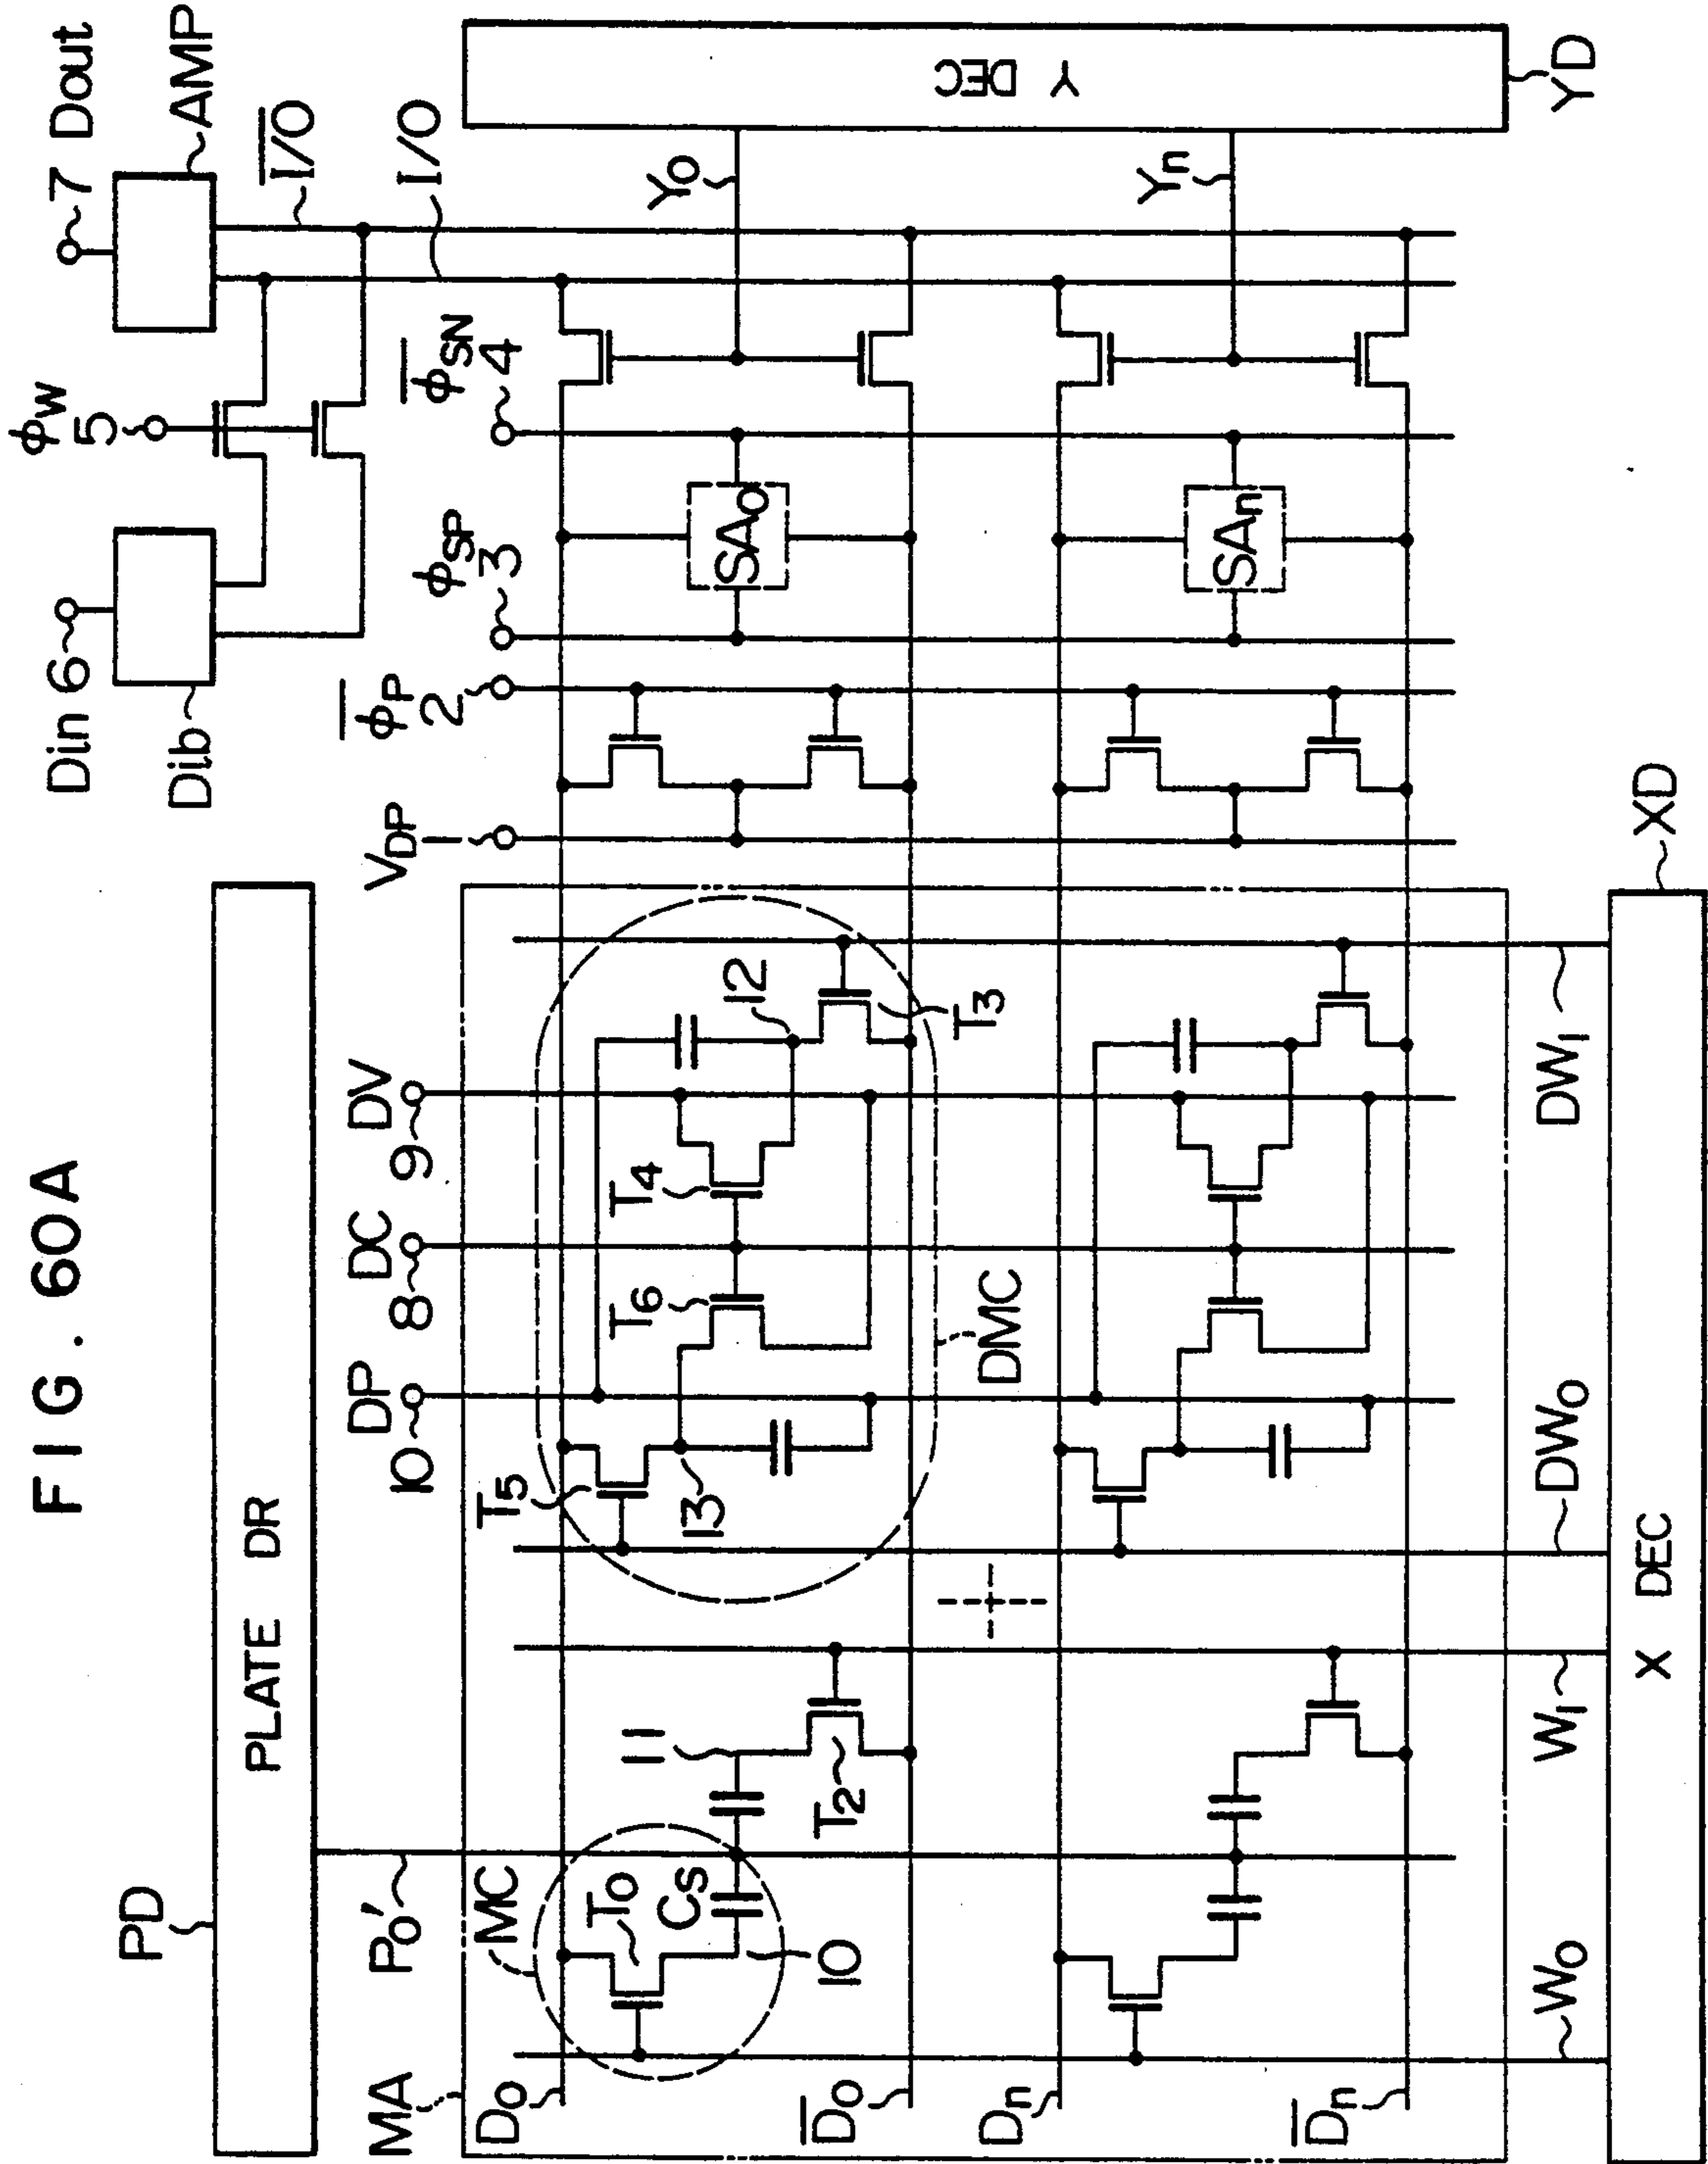 FIG. 60A
PD
PLATE DR
Din 6
Dib
φW
5
7 Dout
AMP
I̅/̅O̅
I/O
MA
P0'
MC
10 DP
8 DC
9 DV
VDP
1
φ̅P
2
φSP
3
φ̅SN
4
D0
T0
Cs
10
11
T2
T5
13
T6
T4
12
T3
DMC
SA0
Y0
D̅0
Dn
SAn
Yn
D̅n
Y DEC
YD
W0
W1
DW0
DW1
X DEC
XD